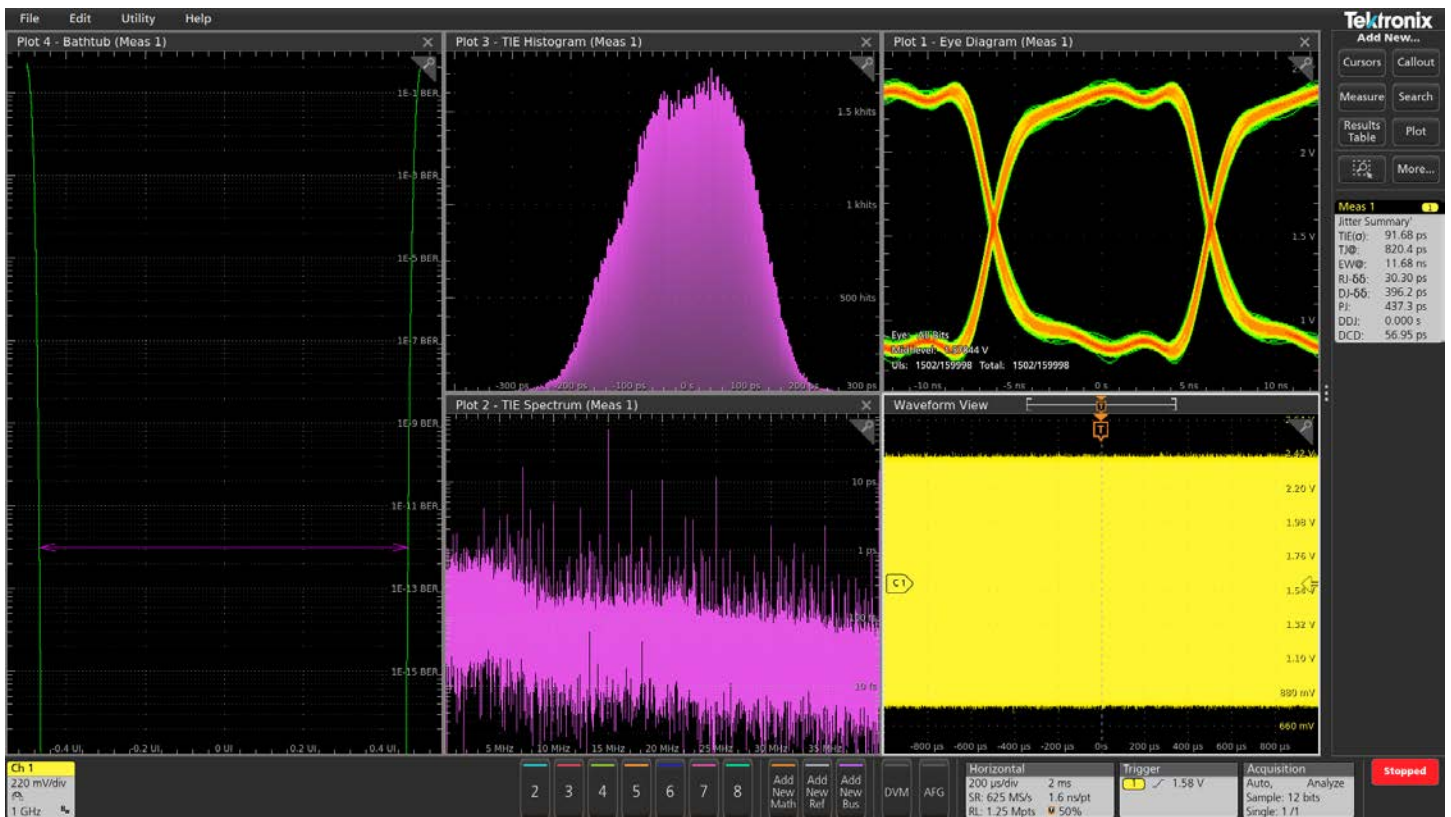 File Edit Utility Help
Tektronix
Add New...
Cursors Callout
Measure Search
Results Table Plot
More...
Meas 1 1
Jitter Summary'
TIE(σ): 91.68 ps
TJ@: 820.4 ps
EW@: 11.68 ns
RJ-δδ: 30.30 ps
DJ-δδ: 396.2 ps
PJ: 437.3 ps
DDJ: 0.000 s
DCD: 56.95 ps
Plot 4 - Bathtub (Meas 1)
1E-1 BER
1E-3 BER
1E-5 BER
1E-7 BER
1E-9 BER
1E-11 BER
1E-13 BER
1E-15 BER
-0.4 UI -0.2 UI 0 UI 0.2 UI 0.4 UI
Plot 3 - TIE Histogram (Meas 1)
1.5 khits
1 khits
500 hits
-300 ps -200 ps -100 ps 0 s 100 ps 200 ps 300 ps
Plot 1 - Eye Diagram (Meas 1)
2 V
1.5 V
1 V
Eye: All Bits
Mid level:
UIs: 1502/159998 Total: 1502/159998
-10 ns -5 ns 0 s 5 ns 10 ns
Plot 2 - TIE Spectrum (Meas 1)
10 ps
1 ps
100 fs
10 fs
5 MHz 10 MHz 15 MHz 20 MHz 25 MHz 30 MHz 35 MHz
Waveform View
U
T
2.42 V
2.20 V
1.98 V
1.76 V
1.54 V
1.32 V
1.10 V
880 mV
660 mV
C1
-800 µs -600 µs -400 µs -200 µs 0 s 200 µs 400 µs 600 µs 800 µs
Ch 1
220 mV/div
1 GHz
2 3 4 5 6 7 8
Add New Math
Add New Ref
Add New Bus
DVM AFG
Horizontal
200 µs/div 2 ms
SR: 625 MS/s 1.6 ns/pt
RL: 1.25 Mpts 50%
Trigger
1 1.58 V
Acquisition
Auto, Analyze
Sample: 12 bits
Single: 1 /1
Stopped